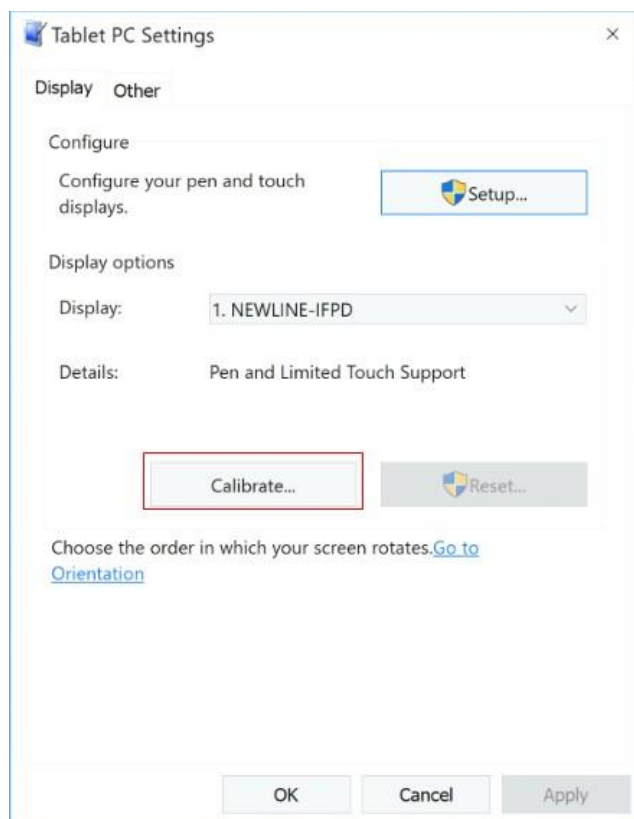 Tablet PC Settings
Display
Other
Configure
Configure your pen and touch
displays.
Setup...
Display options
Display:
1. NEWLINE-IFPD
Details:
Pen and Limited Touch Support
Calibrate...
Reset...
Choose the order in which your screen rotates.Go to
Orientation
OK
Cancel
Apply